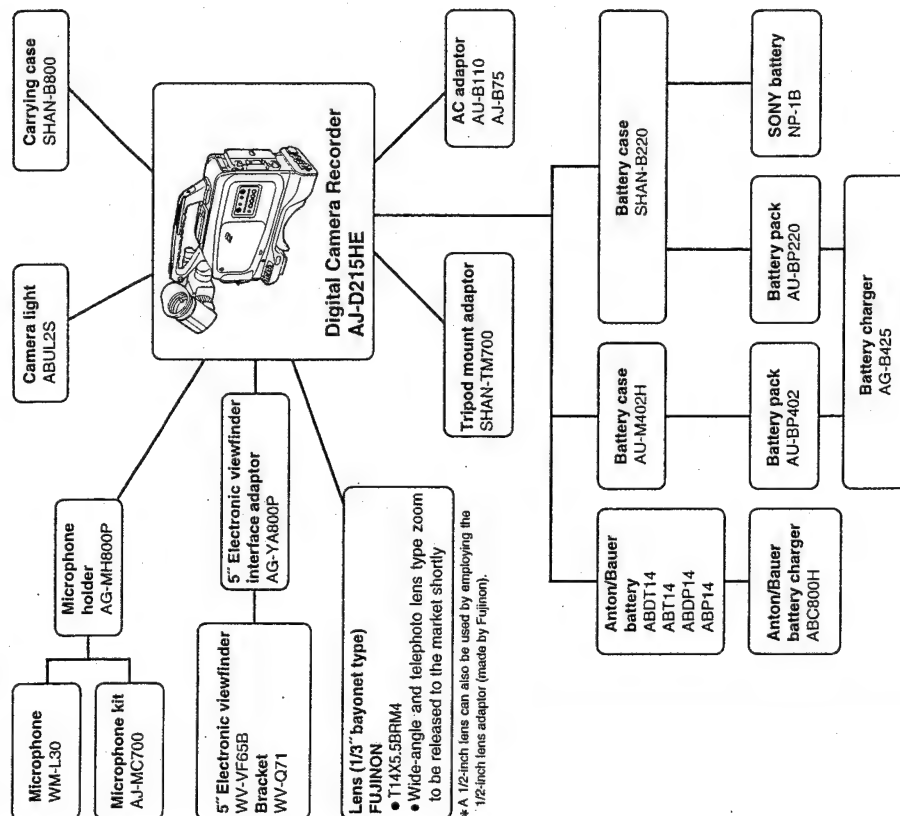 Microphone
WM-L30
Microphone kit
AJ-MC700
Microphone
holder
AG-MH800P
Camera light
ABUL2S
Carrying case
SHAN-B800
5″ Electronic viewfinder
WV-VF65B
Bracket
WV-Q71
5″ Electronic viewfinder
interface adaptor
AG-YA800P
Digital Camera Recorder
AJ-D215HE
Lens (1/3″ bayonet type)
FUJINON
• T14X5.5BRM4
• Wide-angle and telephoto lens type zoom
to be released to the market shortly
* A 1/2-inch lens can also be used by employing the
1/2-inch lens adaptor (made by Fujinon).
Tripod mount adaptor
SHAN-TM700
AC adaptor
AU-B110
AJ-B75
Anton/Bauer
battery
ABDT14
ABT14
ABDP14
ABP14
Battery case
AU-M402H
Battery case
SHAN-B220
Anton/Bauer
battery charger
ABC800H
Battery pack
AU-BP402
Battery pack
AU-BP220
SONY battery
NP-1B
Battery charger
AG-B425